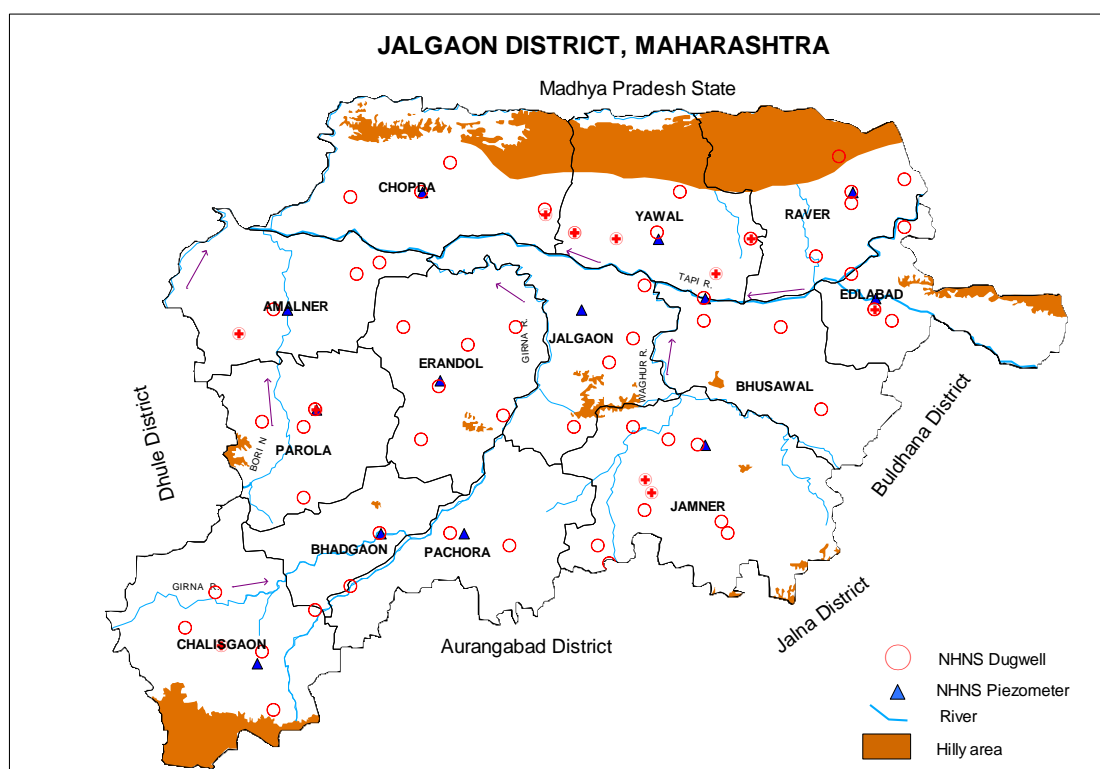 JALGAON DISTRICT, MAHARASHTRA
Madhya Pradesh State
CHOPDA
YAWAL
RAVER
TAPI R.
EDLABAD
AMALNER
GIRNA R.
JALGAON
ERANDOL
WAGHUR R.
BHUSAWAL
Dhule District
BORI N
PAROLA
Buldhana District
JAMNER
BHADGAON
PACHORA
GIRNA R.
CHALISGAON
Aurangabad District
Jalna District
NHNS Dugwell
NHNS Piezometer
River
Hilly area